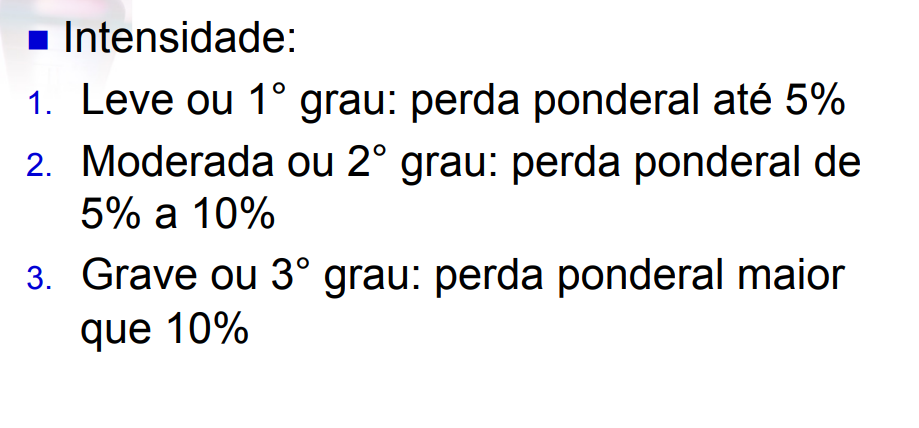 Intensidade:
1. Leve ou 1° grau: perda ponderal até 5%
2. Moderada ou 2° grau: perda ponderal de
5% a 10%
3. Grave ou 3° grau: perda ponderal maior
que 10%